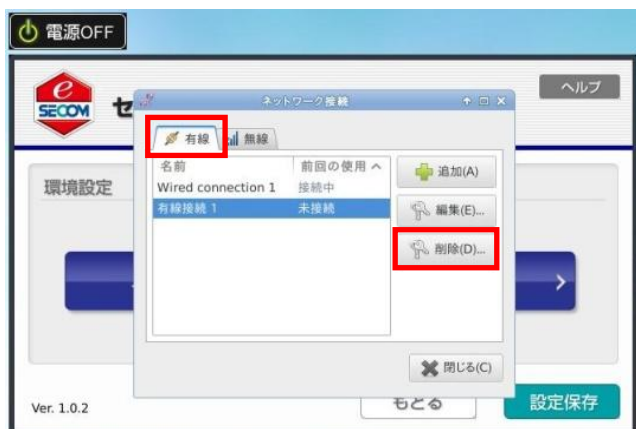 電源OFF
e
SECOM
セ
ヘルプ
ネットワーク接続
有線
無線
名前
前回の使用
追加(A)
Wired connection 1
接続中
有線接続 1
未接続
編集(E)...
環境設定
削除(D)...
閉じる(C)
Ver. 1.0.2
もどる
設定保存